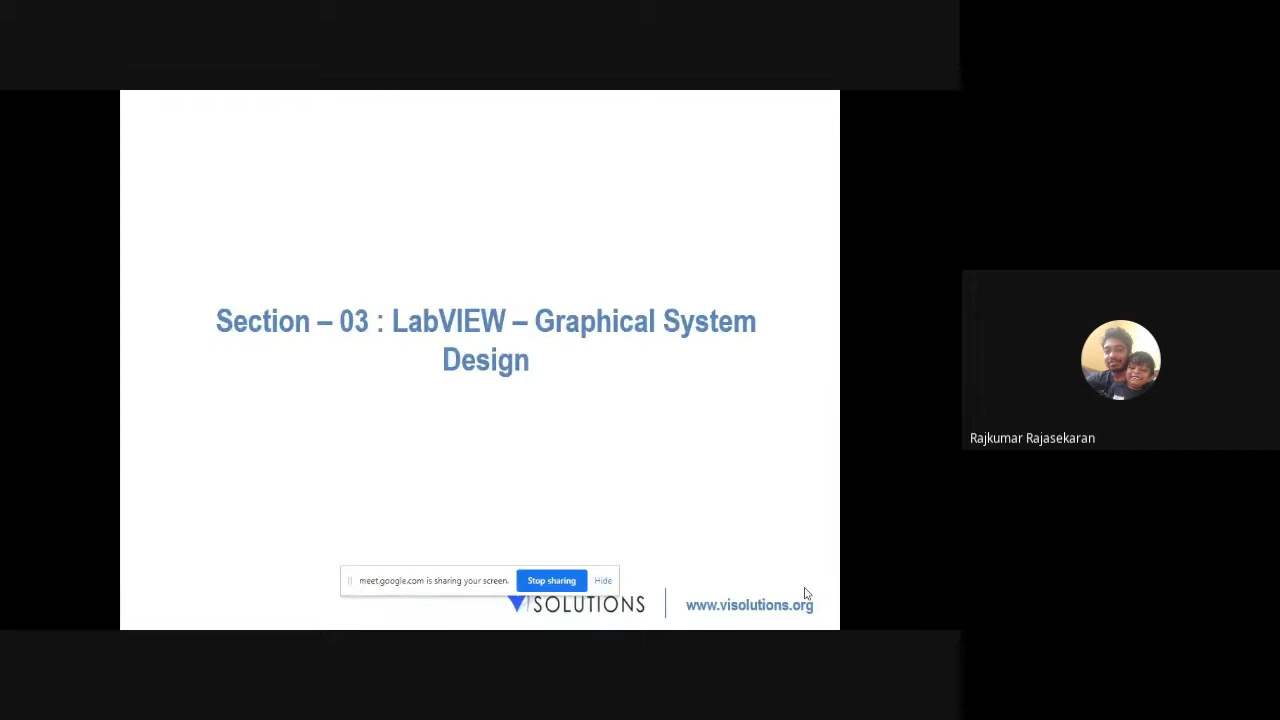 Section – 03 : LabVIEW – Graphical System
Design
Rajkumar Rajasekaran
meet.google.com is sharing your screen.
Stop sharing
Hide
VI SOLUTIONS
www.visolutions.org